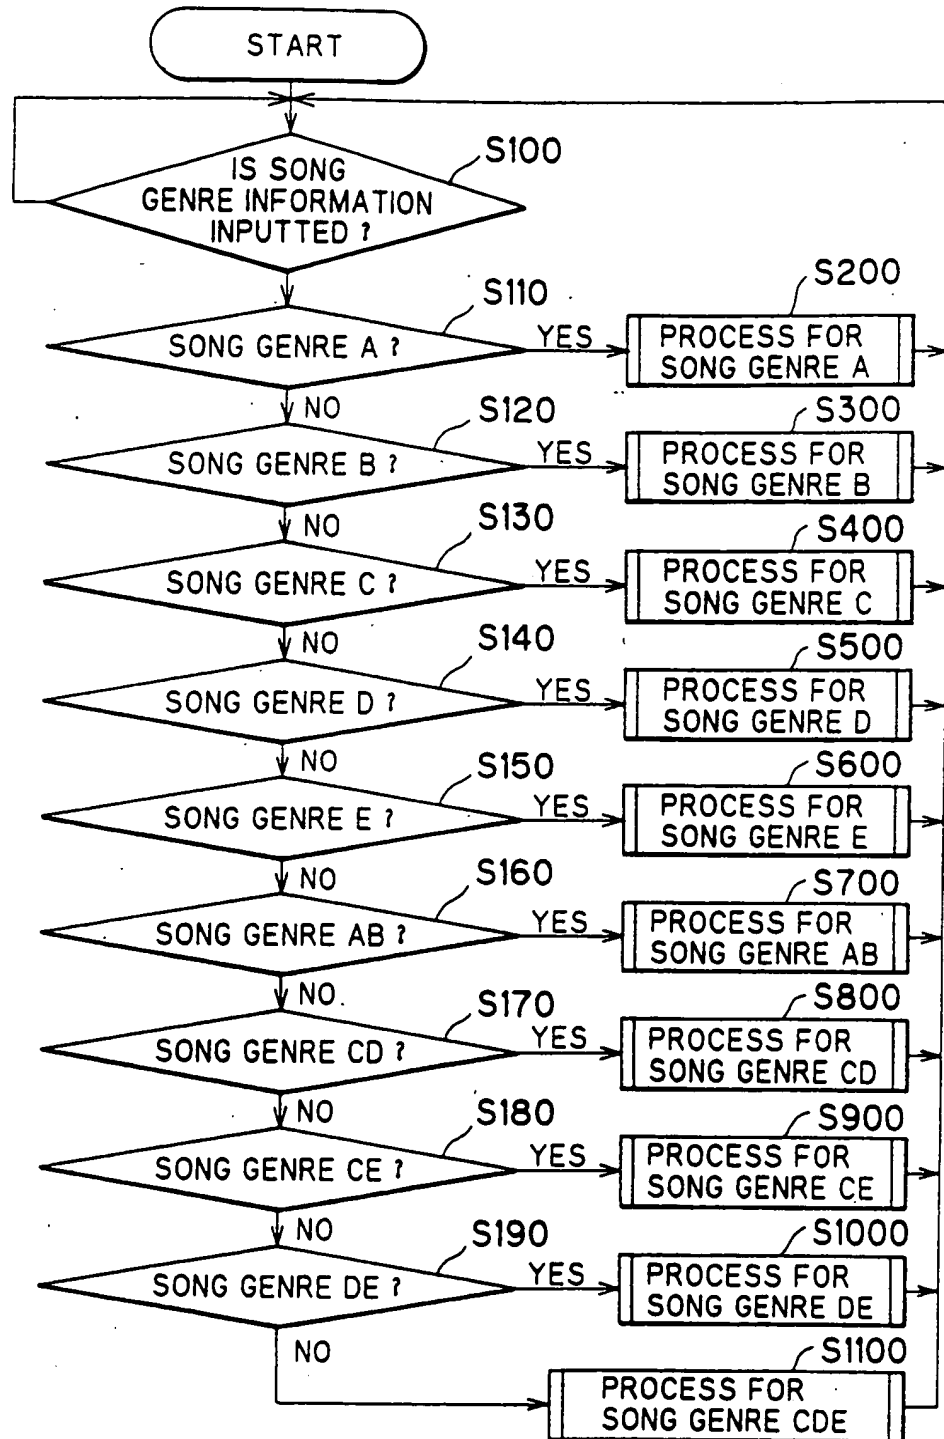 START
S100
IS SONG
GENRE INFORMATION
INPUTTED ?
S110
SONG GENRE A ?
YES
S200
PROCESS FOR
SONG GENRE A
NO
S120
SONG GENRE B ?
YES
S300
PROCESS FOR
SONG GENRE B
NO
S130
SONG GENRE C ?
YES
S400
PROCESS FOR
SONG GENRE C
NO
S140
SONG GENRE D ?
YES
S500
PROCESS FOR
SONG GENRE D
NO
S150
SONG GENRE E ?
YES
S600
PROCESS FOR
SONG GENRE E
NO
S160
SONG GENRE AB ?
YES
S700
PROCESS FOR
SONG GENRE AB
NO
S170
SONG GENRE CD ?
YES
S800
PROCESS FOR
SONG GENRE CD
NO
S180
SONG GENRE CE ?
YES
S900
PROCESS FOR
SONG GENRE CE
NO
S190
SONG GENRE DE ?
YES
S1000
PROCESS FOR
SONG GENRE DE
NO
S1100
PROCESS FOR
SONG GENRE CDE